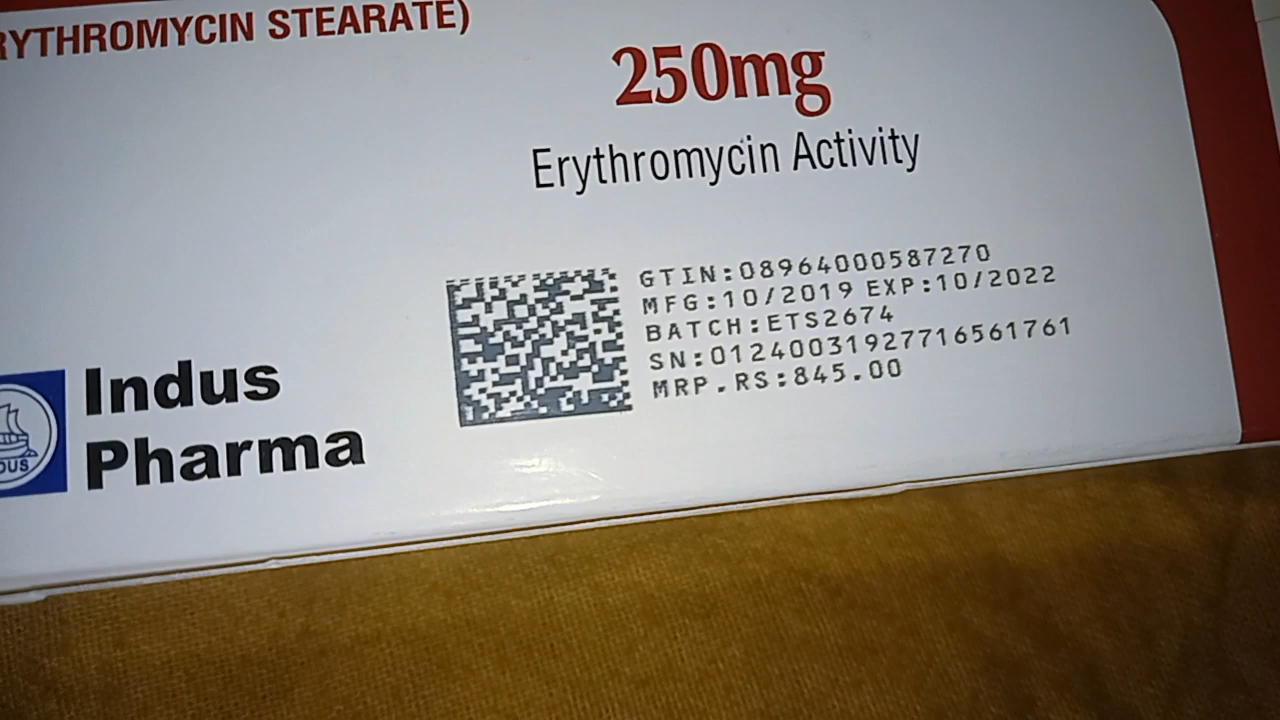 RYTHROMYCIN STEARATE)
250mg
Erythromycin Activity
GTIN:08964000587270
MFG:10/2019 EXP:10/2022
BATCH:ETS2674
SN:01240031927716561761
MRP.RS:845.00
Indus
Pharma
DUS